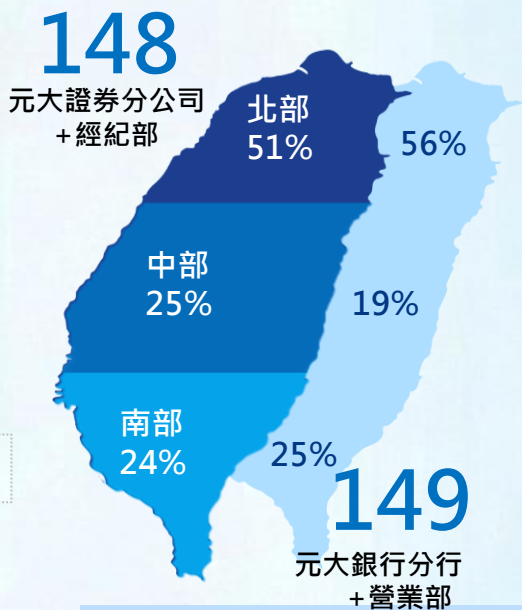 148
元大證券分公司
+經紀部
北部
51%
56%
中部
25%
19%
南部
24%
25%
149
元大銀行分行
+營業部